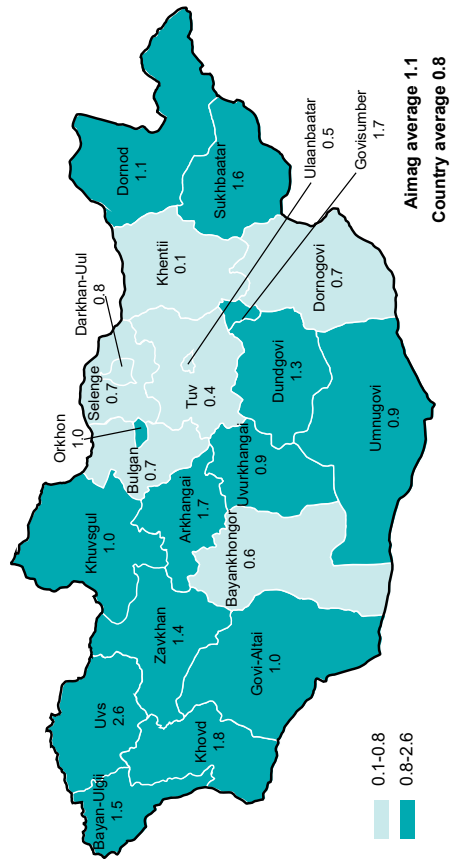 Bayan-Ulgii
1.5
Uvs
2.6
Khovd
1.8
Zavkhan
1.4
Govi-Altai
1.0
Khuvsgul
1.0
Arkhangai
1.7
Bayankhongor
0.6
Orkhon
1.0
Bulgan
0.7
Uvurkhangai
0.9
Selenge
0.7
Darkhan-Uul
0.8
Tuv
0.4
Dundgovi
1.3
Umnugovi
0.9
Khentii
0.1
Dornogovi
0.7
Dornod
1.1
Sukhbaatar
1.6
Ulaanbaatar
0.5
Govisumber
1.7
Aimag average 1.1
Country average 0.8
0.1-0.8
0.8-2.6